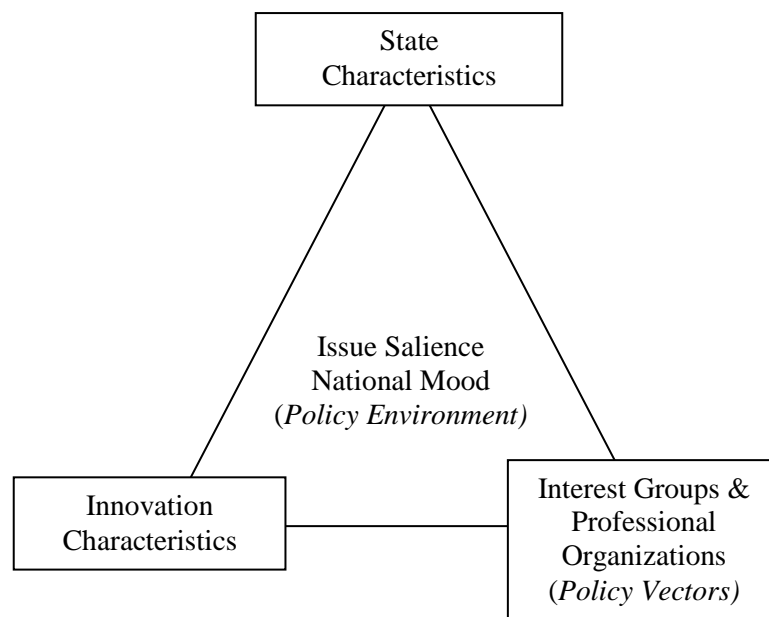 State
Characteristics
Issue Salience
National Mood
(Policy Environment)
Innovation
Characteristics
Interest Groups &
Professional
Organizations
(Policy Vectors)